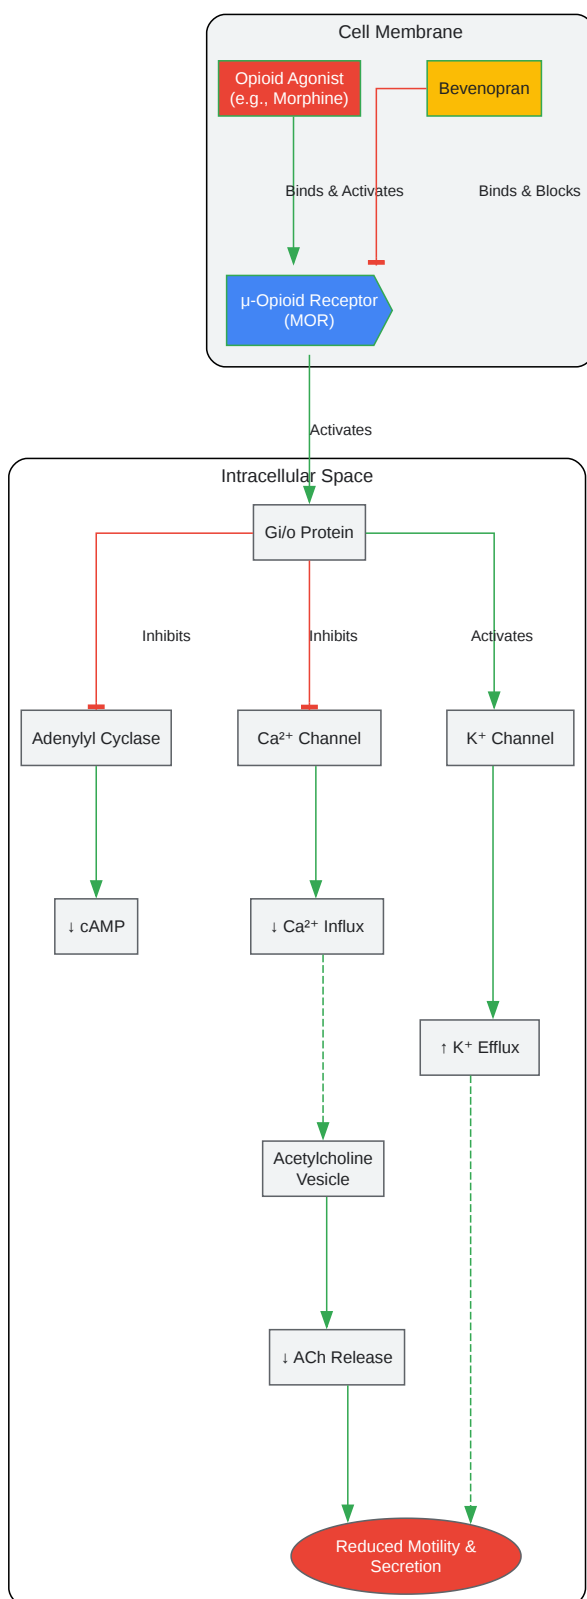 Cell Membrane
Opioid Agonist
(e.g., Morphine)
Bevenopran
Binds & Activates
Binds & Blocks
μ-Opioid Receptor
(MOR)
Activates
Intracellular Space
Gi/o Protein
Inhibits
Inhibits
Activates
Adenylyl Cyclase
Ca²⁺ Channel
K⁺ Channel
↓ cAMP
↓ Ca²⁺ Influx
↑ K⁺ Efflux
Acetylcholine
Vesicle
↓ ACh Release
Reduced Motility &
Secretion